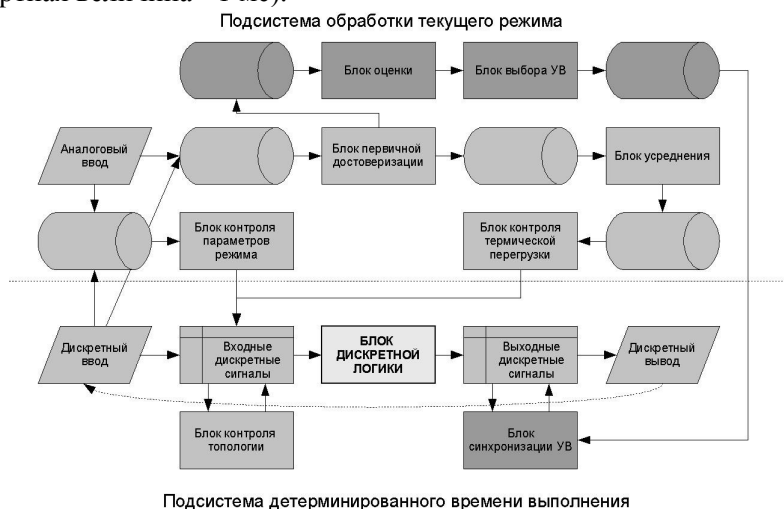 Подсистема обработки текущего режима
Блок оценки
Блок выбора УВ
Аналоговый
ввод
Блок первичной
достоверизации
Блок усреднения
Блок контроля
параметров
режима
Блок контроля
термической
перегрузки
Дискретный
ввод
Входные
дискретные
сигналы
БЛОК
ДИСКРЕТНОЙ
ЛОГИКИ
Выходные
дискретные
сигналы
Дискретный
вывод
Блок контроля
топологии
Блок
синхронизации УВ
Подсистема детерминированного времени выполнения